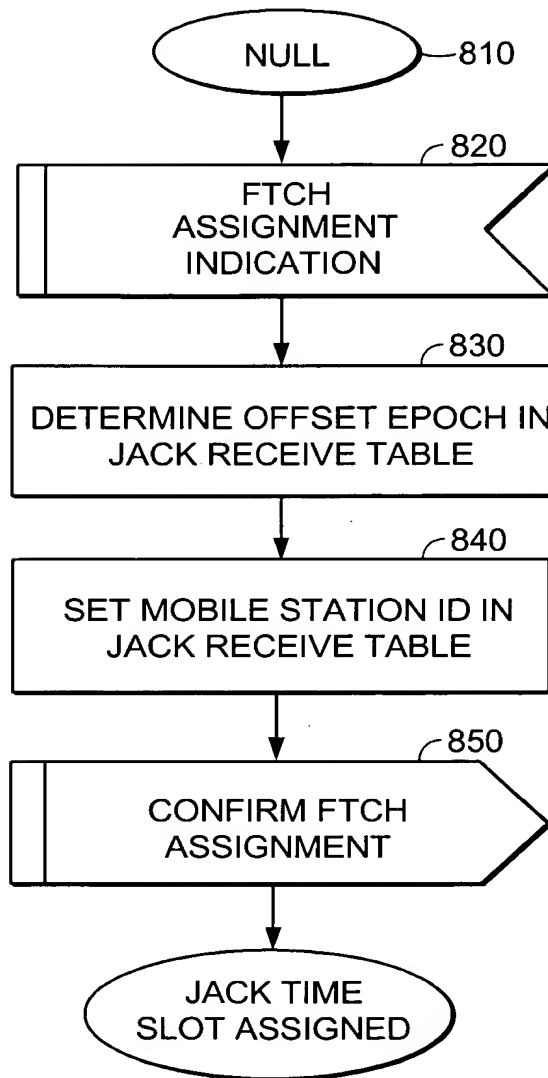 NULL
810
820
FTCH
ASSIGNMENT
INDICATION
830
DETERMINE OFFSET EPOCH IN
JACK RECEIVE TABLE
840
SET MOBILE STATION ID IN
JACK RECEIVE TABLE
850
CONFIRM FTCH
ASSIGNMENT
JACK TIME
SLOT ASSIGNED